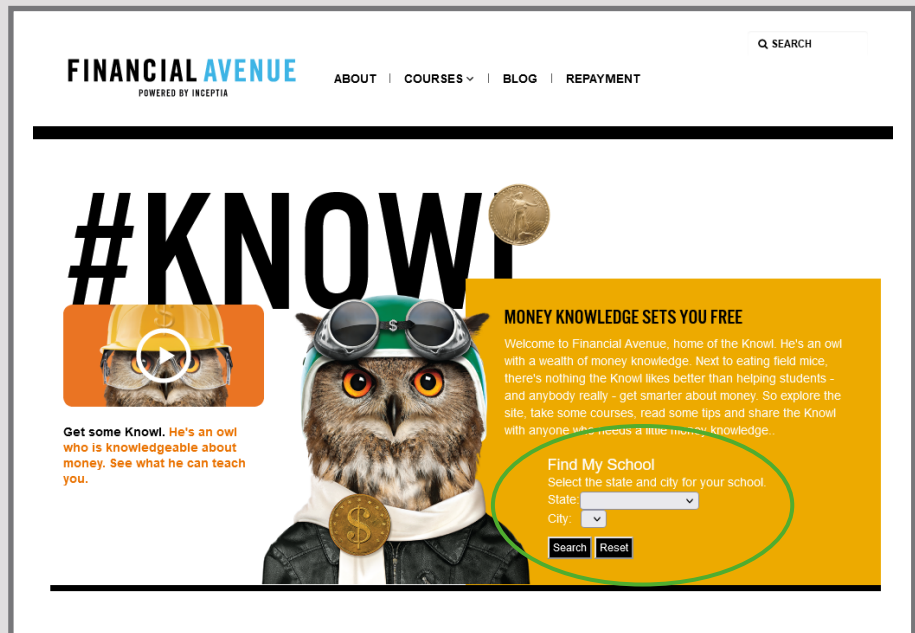 SEARCH
FINANCIAL AVENUE
POWERED BY INCEPTIA
ABOUT | COURSES | BLOG | REPAYMENT
#KNOWL
MONEY KNOWLEDGE SETS YOU FREE
Welcome to Financial Avenue, home of the Knowl. He's an owl
with a wealth of money knowledge. Next to eating field mice,
there's nothing the Knowl likes better than helping students -
and anybody really - get smarter about money. So explore the
site, take some courses, read some tips and share the Knowl
with anyone who needs a little money knowledge..
$
$
Get some Knowl. He's an owl
who is knowledgeable about
money. See what he can teach
you.
Find My School
Select the state and city for your school.
State:
City:
Search Reset
$